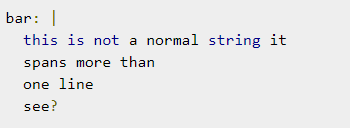 bar: |
  this is not a normal string it
  spans more than
  one line
  see?